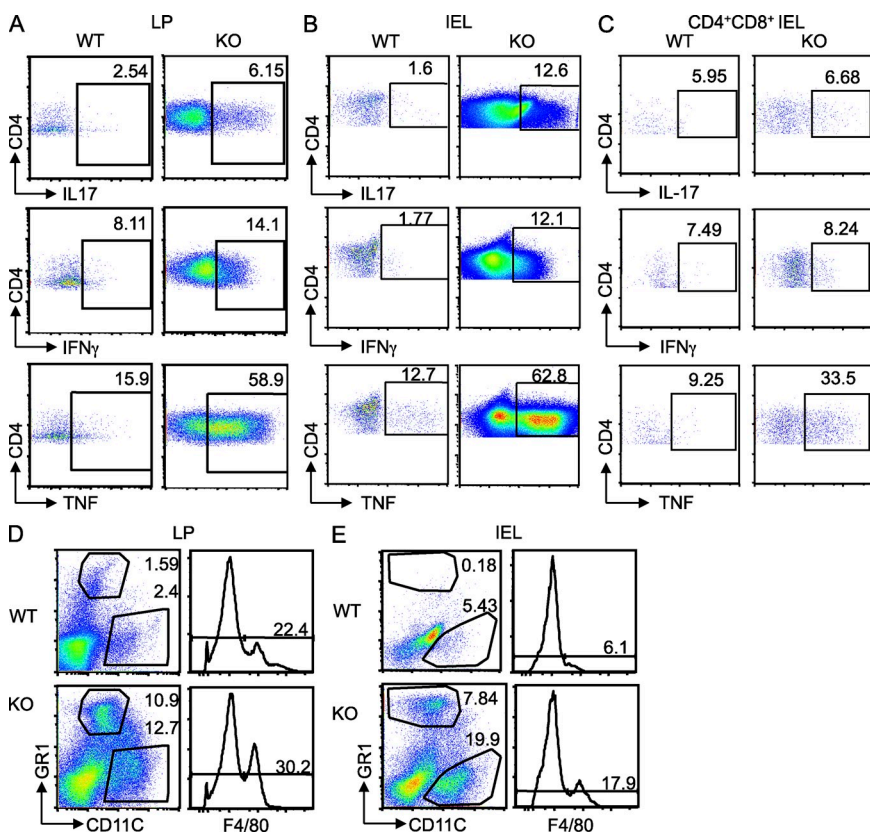 A LP
WT KO
2.54 6.15
CD4
IL17
8.11 14.1
CD4
IFNγ
15.9 58.9
CD4
TNF
B IEL
WT KO
1.6 12.6
CD4
IL17
1.77 12.1
CD4
IFNγ
12.7 62.8
CD4
TNF
C CD4⁺CD8⁺ IEL
WT KO
5.95 6.68
CD4
IL-17
7.49 8.24
CD4
IFNγ
9.25 33.5
CD4
TNF
D LP
WT
1.59
2.4
22.4
KO
10.9
12.7
30.2
GR1
CD11C F4/80
E IEL
WT
0.18
5.43
6.1
KO
7.84
19.9
17.9
GR1
CD11C F4/80